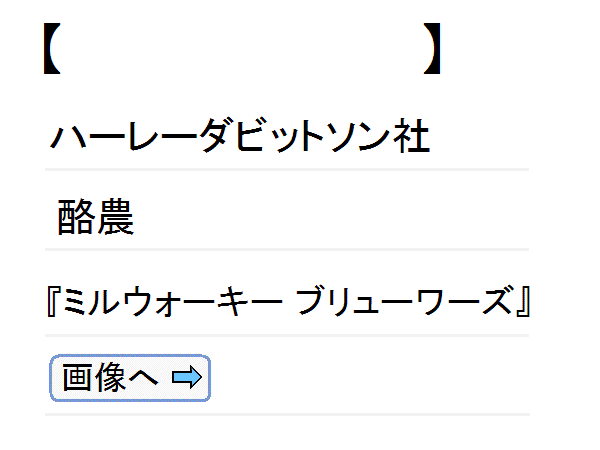 【 】
ハーレーダビットソン社
酪農
『ミルウォーキー ブリューワーズ』
画像へ